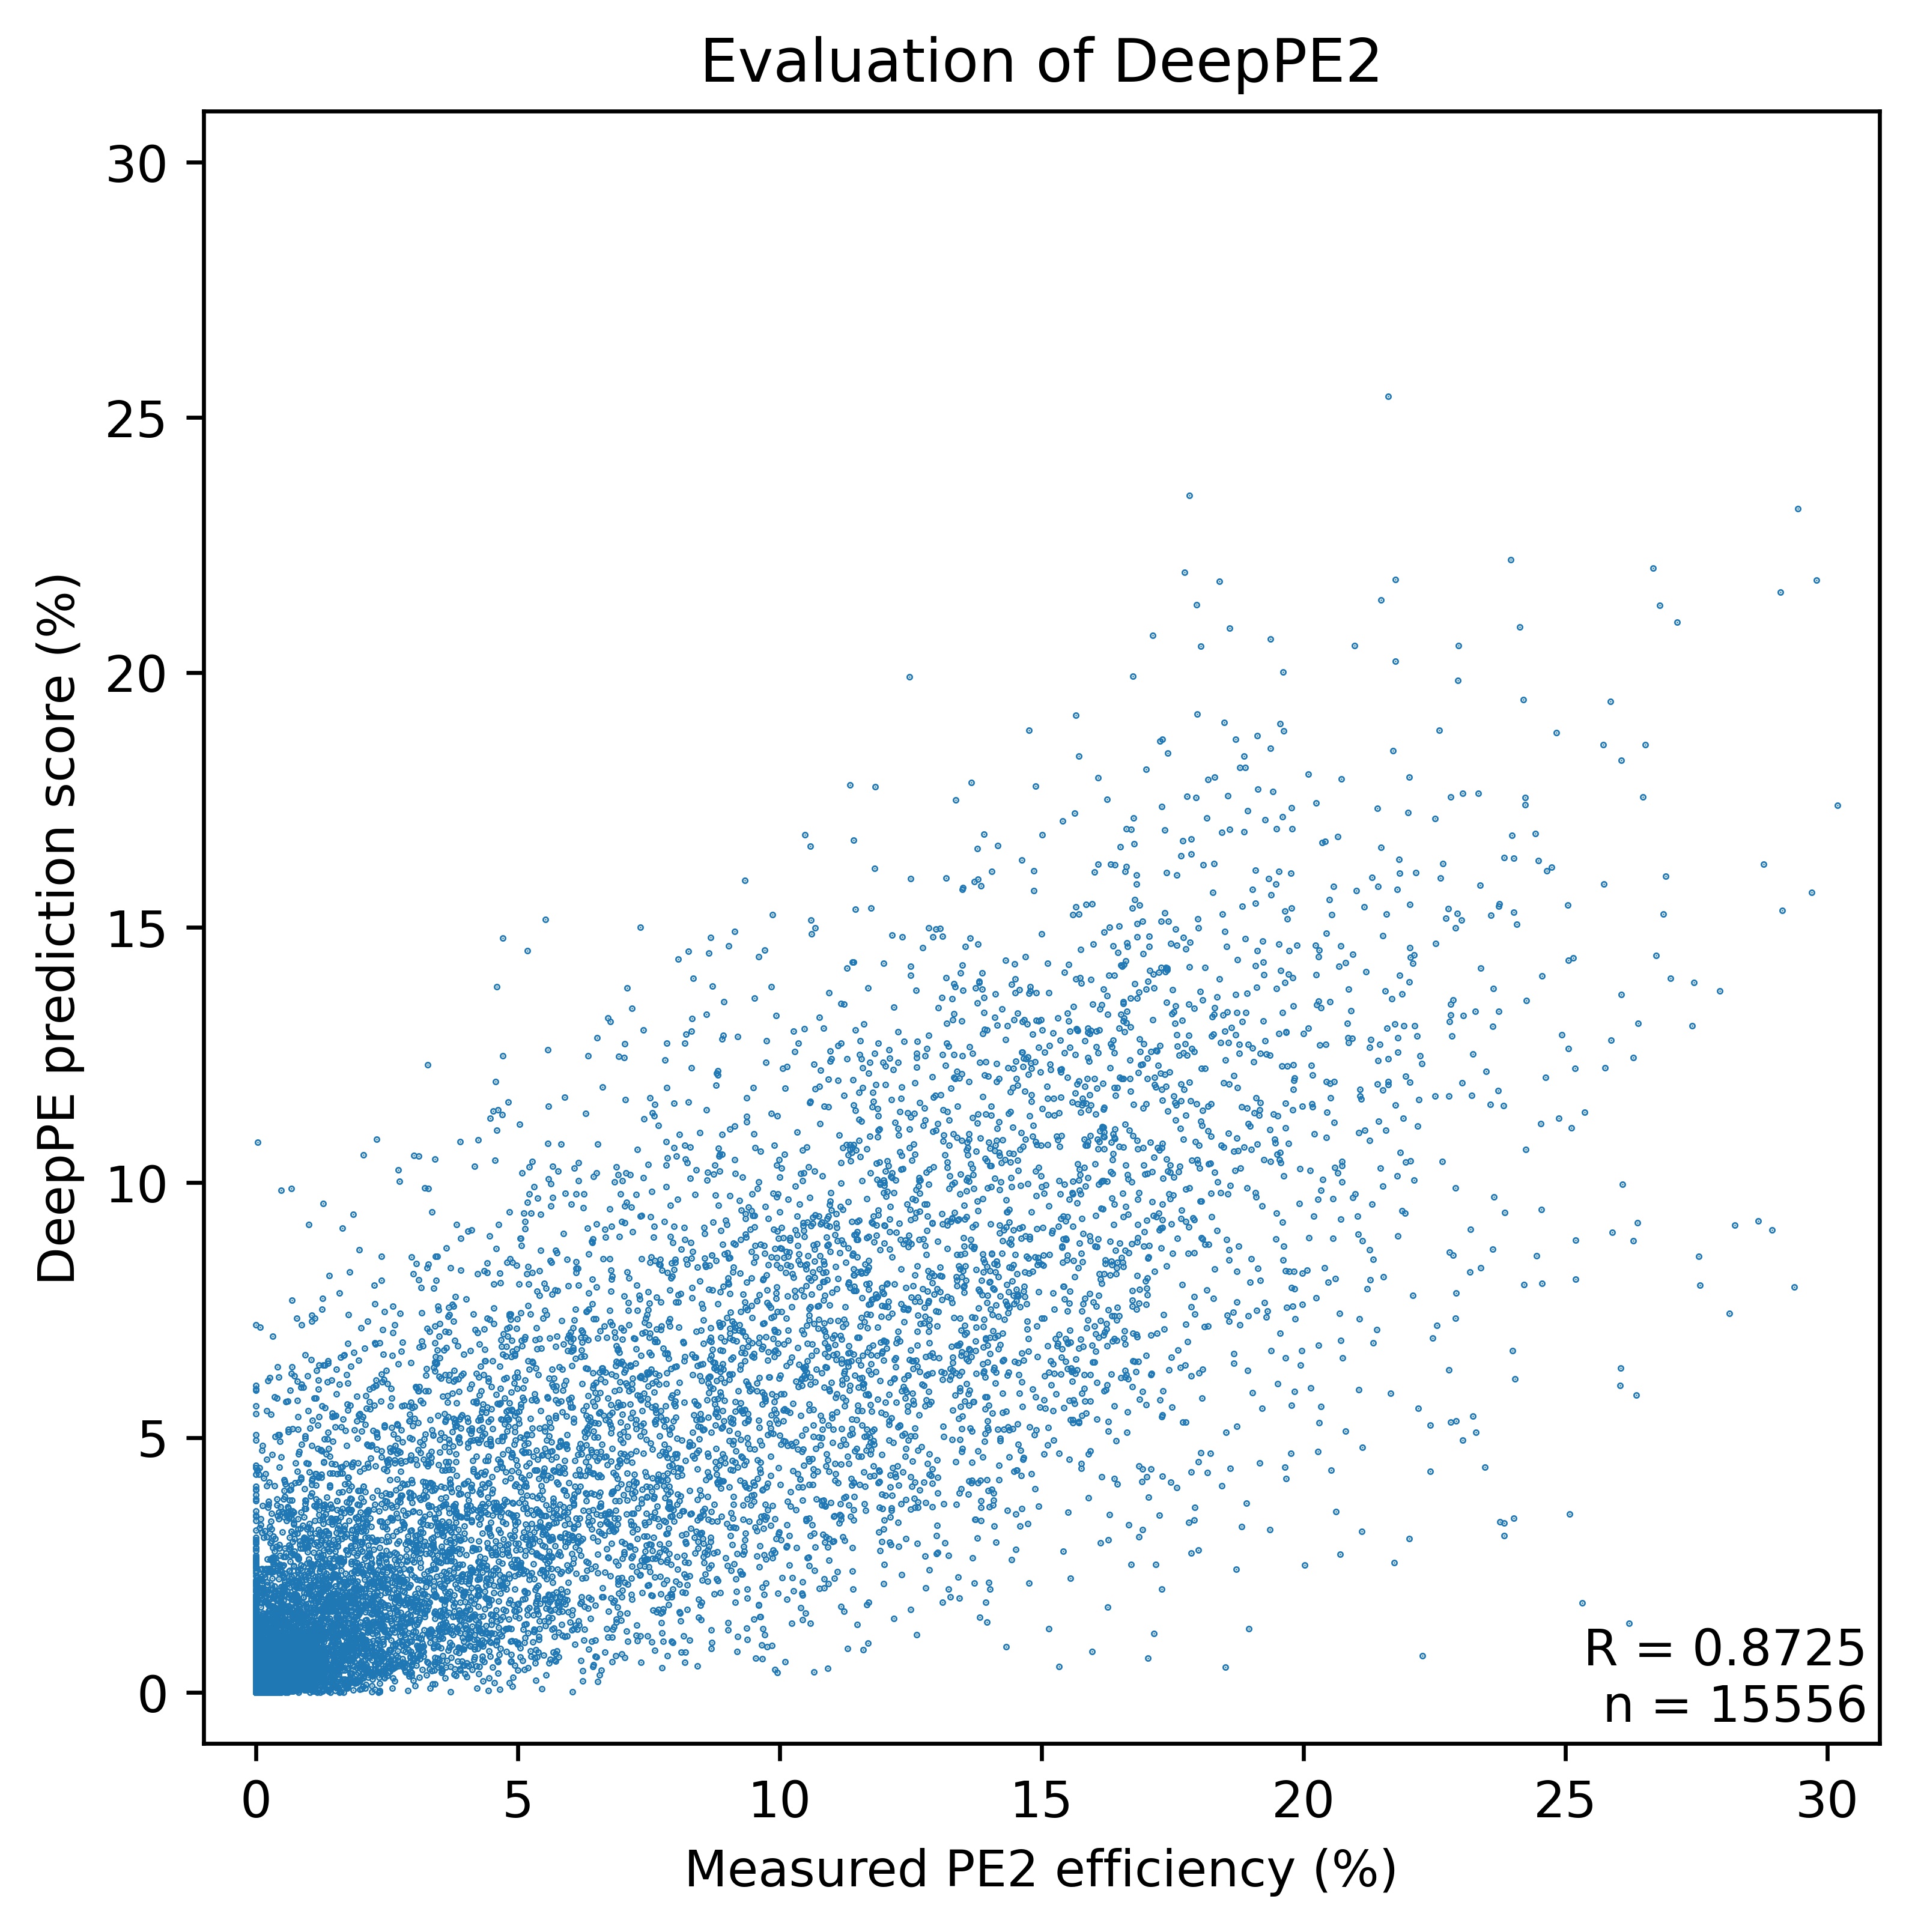 Evaluation of DeepPE2
30
25
20
15
10
5
0
DeepPE prediction score (%)
R = 0.8725
n = 15556
0 5 10 15 20 25 30
Measured PE2 efficiency (%)